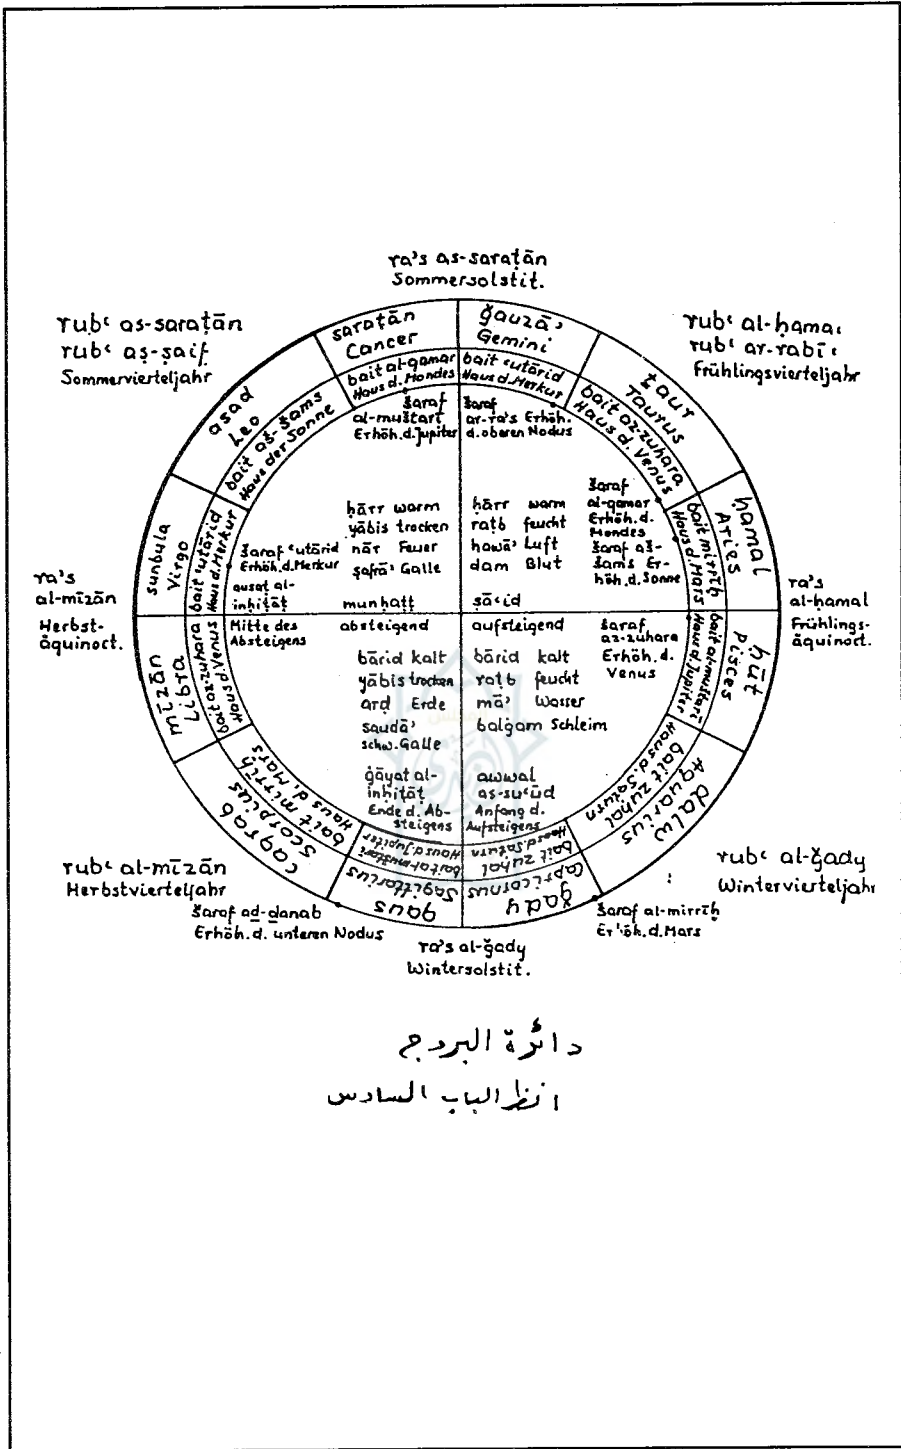 ra's as-saraṭān
Sommersolstit.
rubʿ as-saraṭān
rubʿ aṣ-ṣaif
Sommervierteljahr
rubʿ al-ḥama
rubʿ ar-rabīʿ
Frühlingsvierteljahr
saraṭān
Cancer
ǧauzāʾ
Gemini
bait al-qamar
Haus d. Mondes
bait ʿuṭārid
Haus d. Merkur
asad
Leo
bait aš-šams
Haus der Sonne
ṯaur
Taurus
bait az-zuhara
Haus d. Venus
šaraf
al-muštarī
Erhöh. d. Jupiter
šaraf
ar-ra's Erhöh.
d. oberen Nodus
šaraf
al-qamar
Erhöh. d.
Mondes
šaraf aš-
šams Er-
höh. d. Sonne
ḥārr warm
yābis trocken
nār Feuer
ṣafrāʾ Galle
ḥārr warm
raṭb feucht
hawāʾ Luft
dam Blut
sunbula
Virgo
bait ʿuṭārid
Haus d. Merkur
šaraf ʿuṭārid
Erhöh. d. Merkur
ausaṭ al-
inḥiṭāṭ
munḥaṭṭ
ṣāʿid
ḥamal
Aries
bait mirrīḫ
Haus d. Mars
ra's
al-mīzān
Herbst-
äquinoct.
ra's
al-ḥamal
Frühlings-
äquinoct.
Mitte des
Absteigens
absteigend
aufsteigend
šaraf
az-zuhara
Erhöh. d.
Venus
mīzān
Libra
bait az-zuhara
Haus d. Venus
bārid kalt
yābis trocken
arḍ Erde
saudāʾ
schw. Galle
bārid kalt
raṭb feucht
māʾ Wasser
balġam Schleim
ḥūt
Pisces
bait al-muštarī
Haus d. Jupiter
ġāyat al-
inḥiṭāṭ
Ende d. Ab-
steigens
awwal
aṣ-ṣuʿūd
Anfang d.
Aufsteigens
ʿaqrab
Scorpius
bait mirrīḫ
Haus d. Mars
dalw
Aquarius
bait zuḥal
Haus d. Saturn
Haus d. Jupiter
bait al-muštarī
Sagittarius
qaus
Haus d. Saturn
bait zuḥal
Capricornus
ǧady
rubʿ al-mīzān
Herbstvierteljahr
rubʿ al-ǧady
Wintervierteljahr
šaraf aḏ-ḏanab
Erhöh. d. unteren Nodus
šaraf al-mirrīḫ
Erhöh. d. Mars
ra's al-ǧady
Wintersolstit.
دائرة البروج
انظر الباب السادس